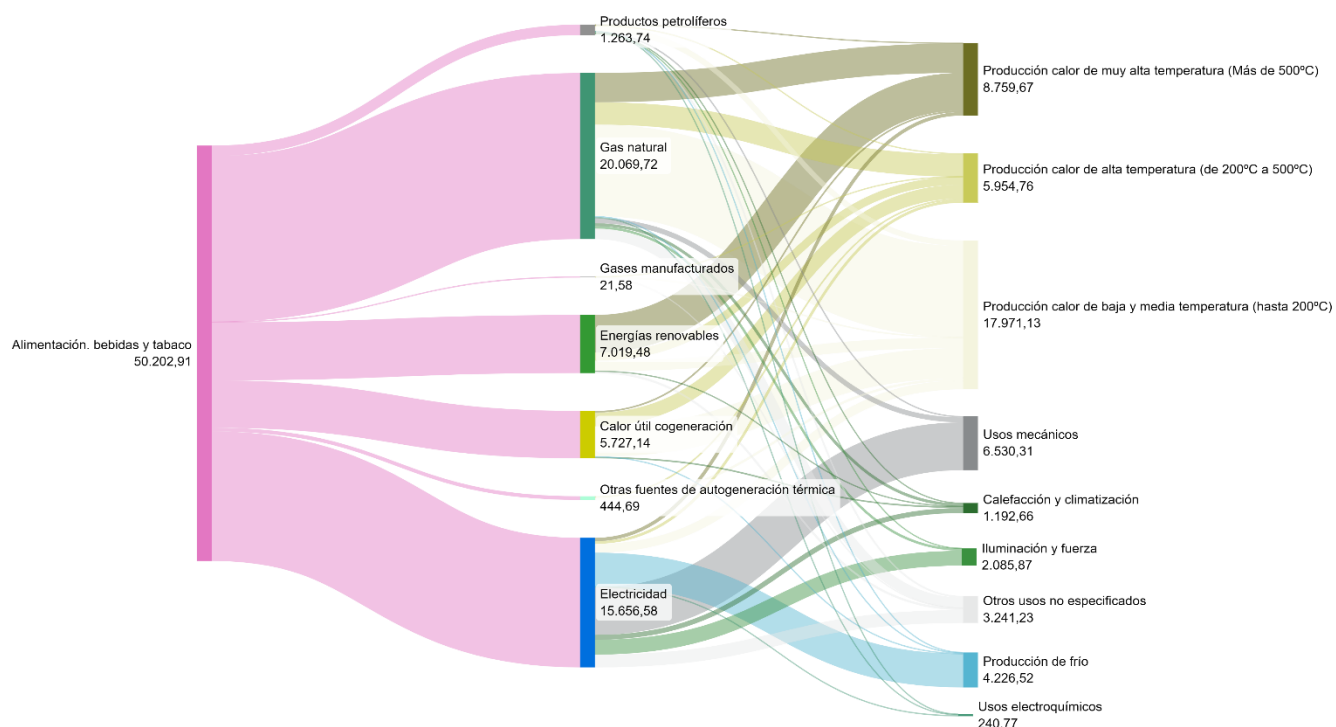 Alimentación. bebidas y tabaco
50.202,91
Productos petrolíferos
1.263,74
Gas natural
20.069,72
Gases manufacturados
21,58
Energías renovables
7.019,48
Calor útil cogeneración
5.727,14
Otras fuentes de autogeneración térmica
444,69
Electricidad
15.656,58
Producción calor de muy alta temperatura (Más de 500ºC)
8.759,67
Producción calor de alta temperatura (de 200ºC a 500ºC)
5.954,76
Producción calor de baja y media temperatura (hasta 200ºC)
17.971,13
Usos mecánicos
6.530,31
Calefacción y climatización
1.192,66
Iluminación y fuerza
2.085,87
Otros usos no especificados
3.241,23
Producción de frío
4.226,52
Usos electroquímicos
240,77